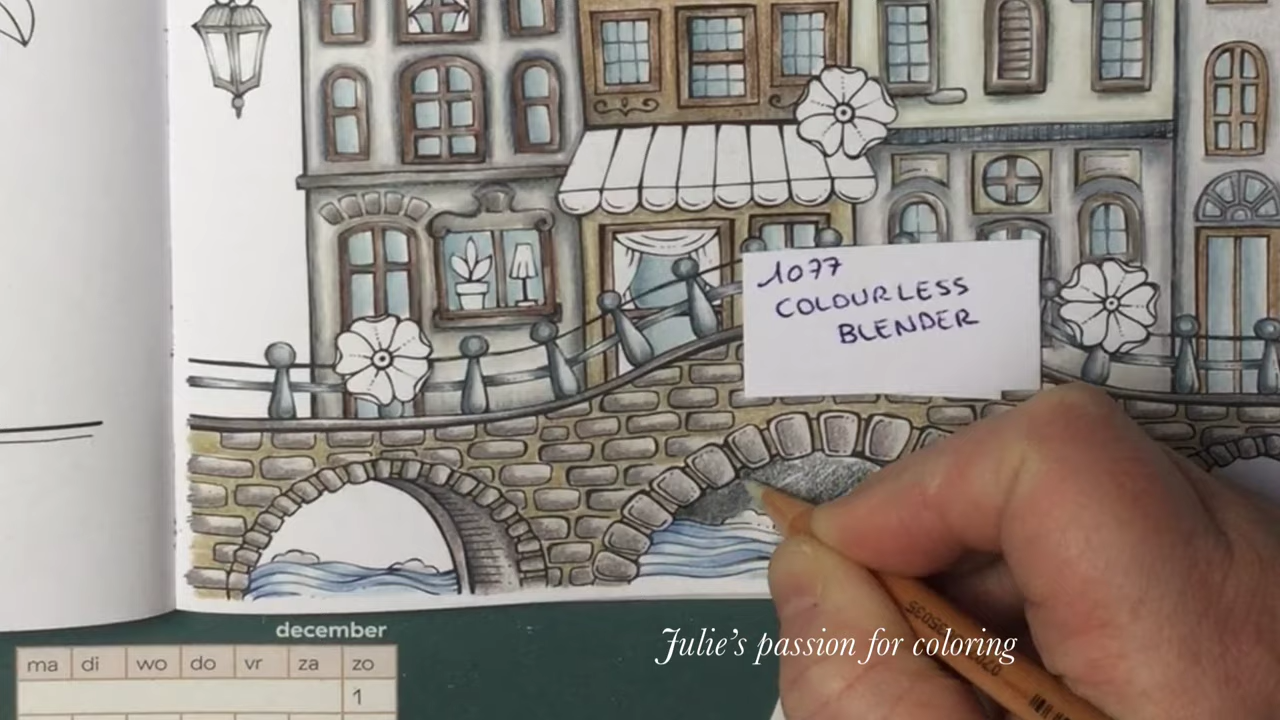 1077
COLOURLESS
BLENDER
Julie's passion for coloring
december
ma di wo do vr za zo
1